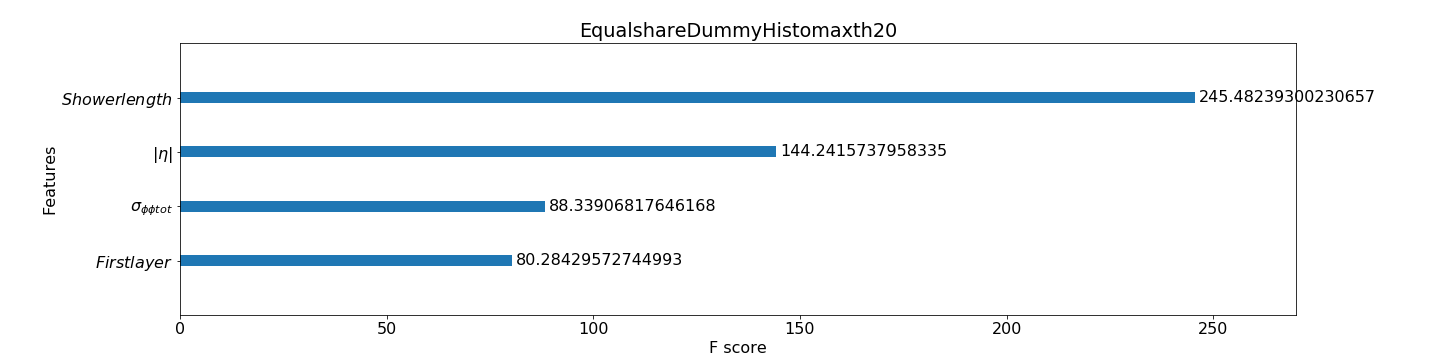 EqualshareDummyHistomaxth20
Showerlength
245.48239300230657
|η|
144.2415737958335
σϕϕtot
88.33906817646168
Firstlayer
80.28429572744993
Features
0 50 100 150 200 250
F score